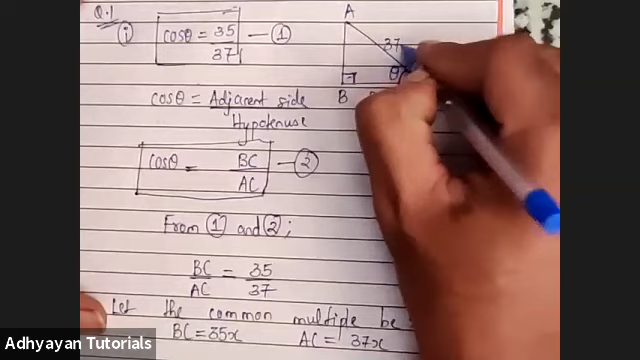 Q.1
i) cosθ = 35/37 — ①
A
37
θ
B
cosθ = Adjacent side
Hypotenuse
cosθ = BC/AC — ②
From ① and ②;
BC/AC = 35/37
Let the common multiple be
BC = 35x AC = 37x
Adhyayan Tutorials